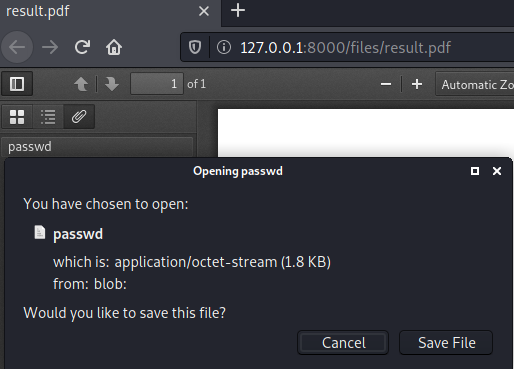 result.pdf
127.0.0.1:8000/files/result.pdf
1 of 1
Automatic Zo
passwd
Opening passwd
You have chosen to open:
passwd
which is: application/octet-stream (1.8 KB)
from: blob:
Would you like to save this file?
Cancel Save File